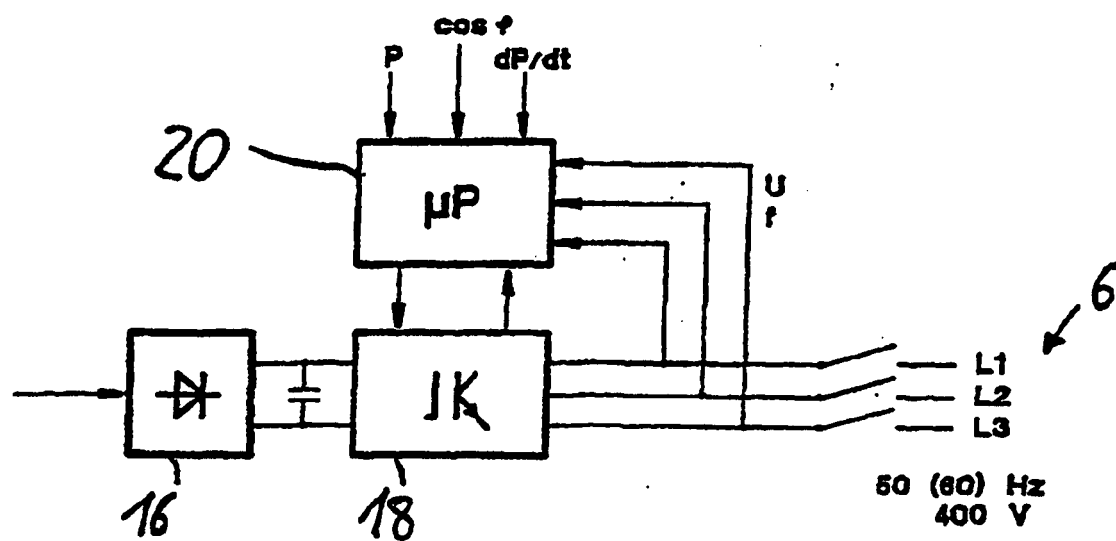 cos φ
P
dP/dt
20
μP
U
f
6
L1
L2
L3
16
18
50 (60) Hz
400 V